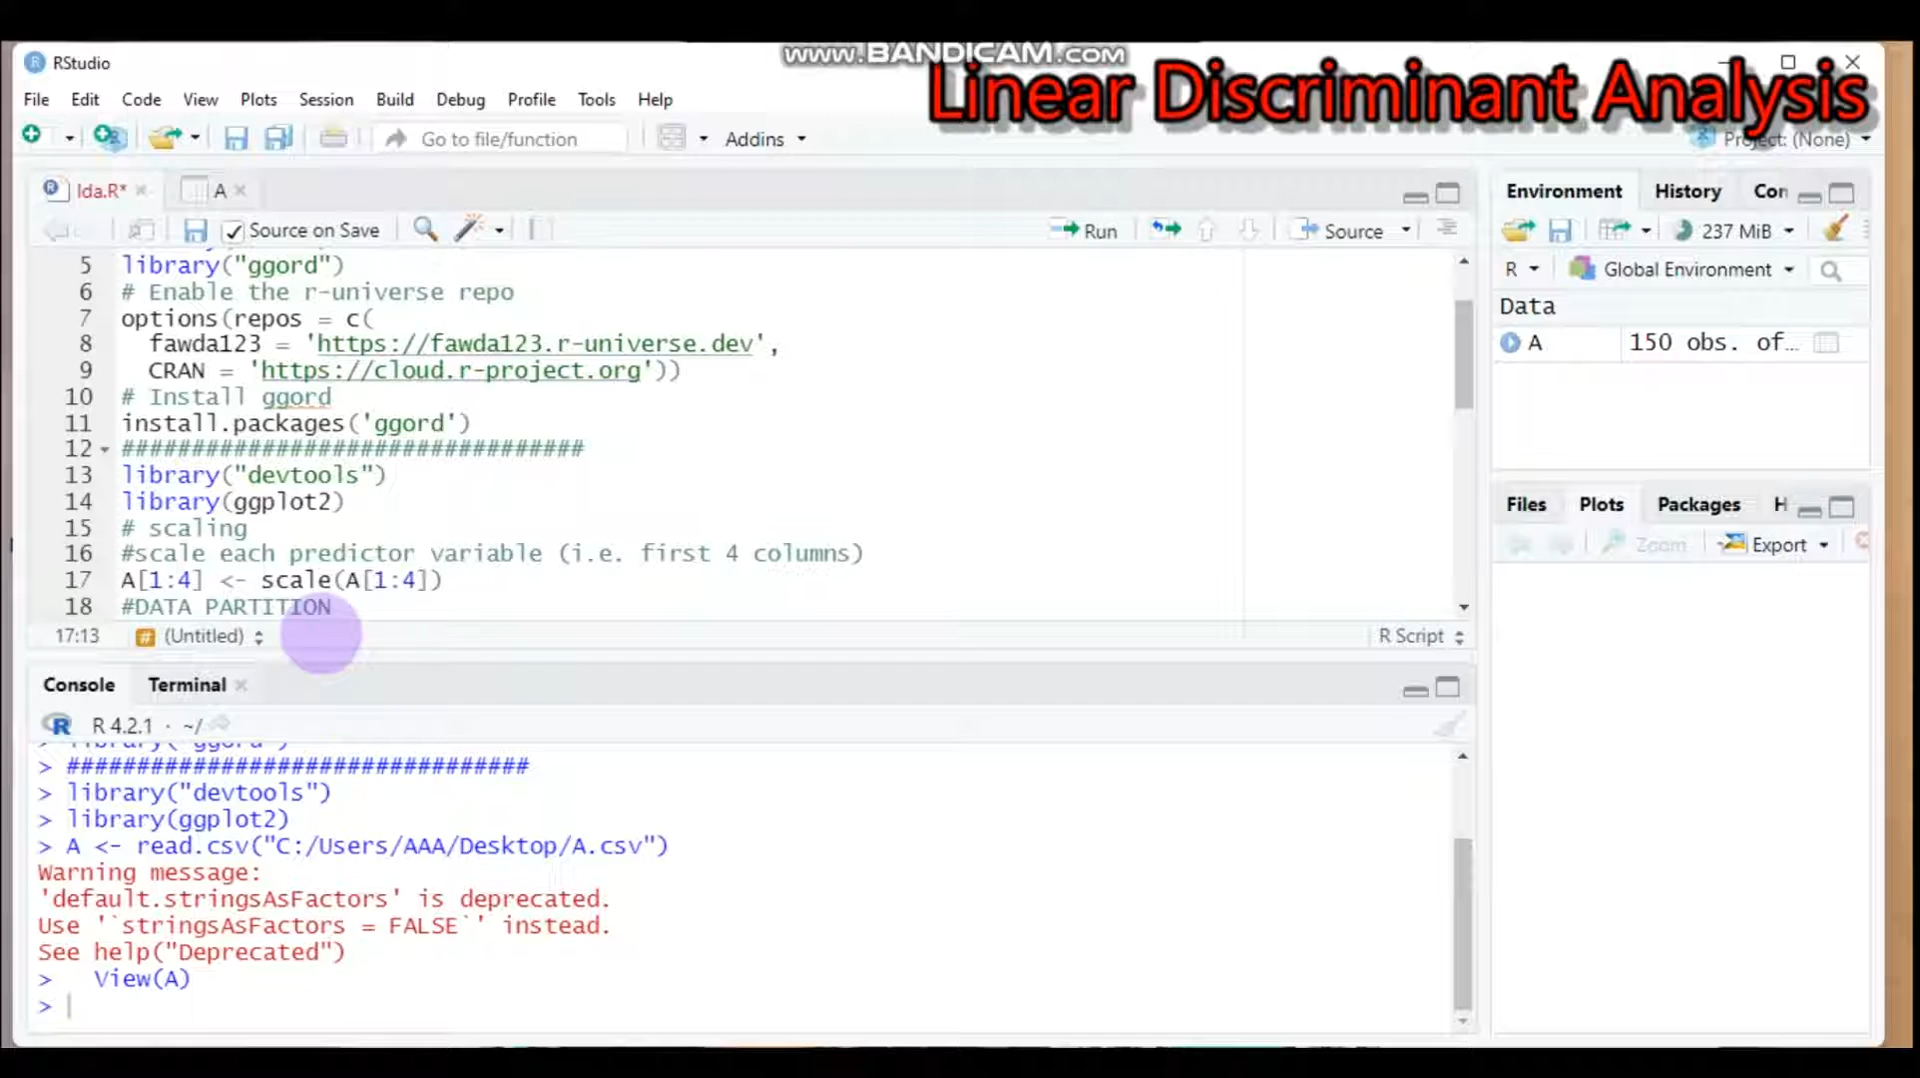 www.BANDICAM.com
RStudio
Linear Discriminant Analysis
File Edit Code View Plots Session Build Debug Profile Tools Help
Go to file/function Addins Project: (None)
lda.R* A
Source on Save Run Source
5 library("ggord")
6 # Enable the r-universe repo
7 options(repos = c(
8 fawda123 = 'https://fawda123.r-universe.dev',
9 CRAN = 'https://cloud.r-project.org'))
10 # Install ggord
11 install.packages('ggord')
12 #################################
13 library("devtools")
14 library(ggplot2)
15 # scaling
16 #scale each predictor variable (i.e. first 4 columns)
17 A[1:4] <- scale(A[1:4])
18 #DATA PARTITION
17:13 (Untitled) R Script
Console Terminal
R 4.2.1 · ~/
> library("ggord")
> #################################
> library("devtools")
> library(ggplot2)
> A <- read.csv("C:/Users/AAA/Desktop/A.csv")
Warning message:
'default.stringsAsFactors' is deprecated.
Use '`stringsAsFactors = FALSE`' instead.
See help("Deprecated")
> View(A)
>
Environment History Con
237 MiB
R Global Environment
Data
A 150 obs. of…
Files Plots Packages H
Zoom Export